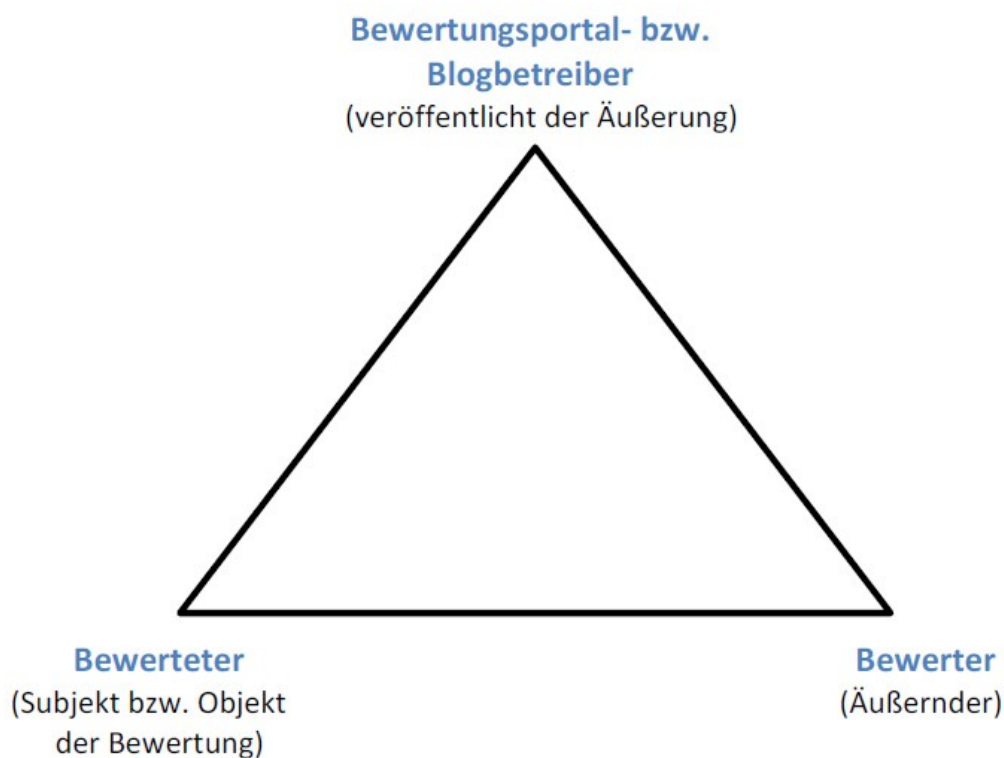 Bewertungsportal- bzw.
Blogbetreiber
(veröffentlicht der Äußerung)
Bewerteter
(Subjekt bzw. Objekt
der Bewertung)
Bewerter
(Äußernder)